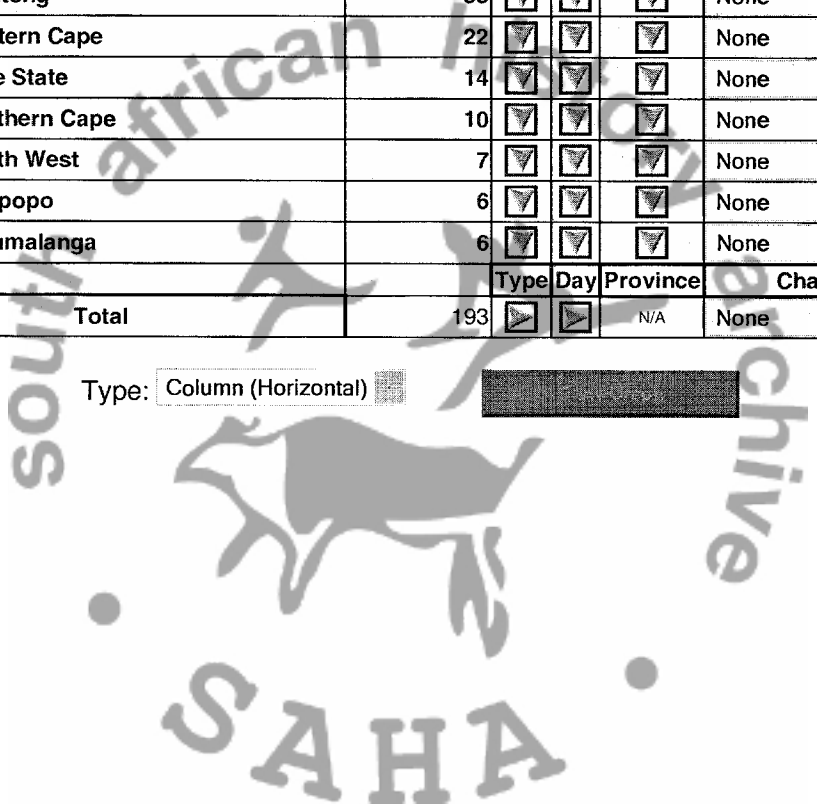 tern Cape 22 None
e State 14 None
thern Cape 10 None
th West 7 None
popo 6 None
umalanga 6 None
Type Day Province Cha
Total 193 N/A None
Type: Column (Horizontal)
south african history archive
SAHA